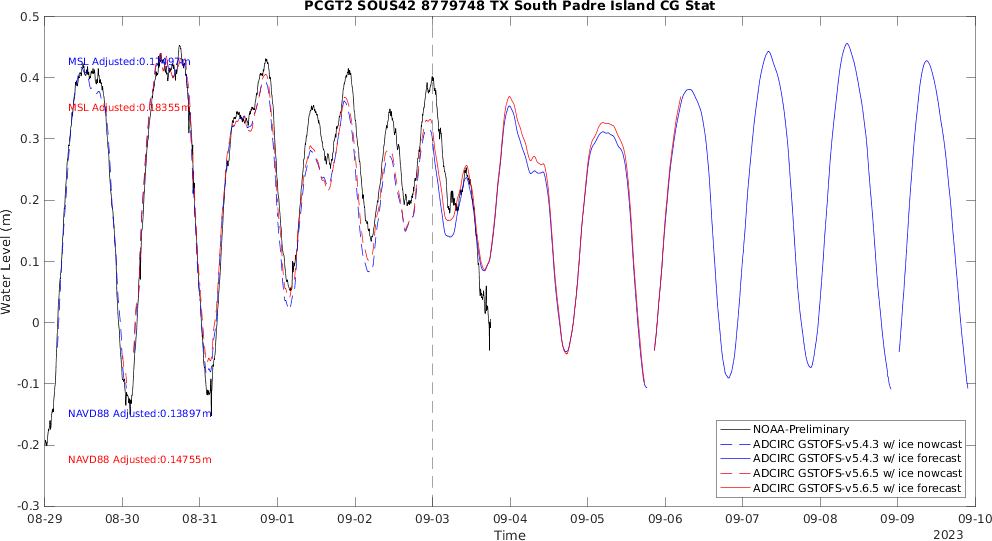 PCGT2 SOUS42 8779748 TX South Padre Island CG Stat
Water Level (m)
0.5
0.4
0.3
0.2
0.1
0
-0.1
-0.2
-0.3
MSL Adjusted:
MSL Adjusted:0.18355m
NAVD88 Adjusted:0.13897m
NAVD88 Adjusted:0.14755m
NOAA-Preliminary
ADCIRC GSTOFS-v5.4.3 w/ ice nowcast
ADCIRC GSTOFS-v5.4.3 w/ ice forecast
ADCIRC GSTOFS-v5.6.5 w/ ice nowcast
ADCIRC GSTOFS-v5.6.5 w/ ice forecast
08-29 08-30 08-31 09-01 09-02 09-03 09-04 09-05 09-06 09-07 09-08 09-09 09-10
Time
2023